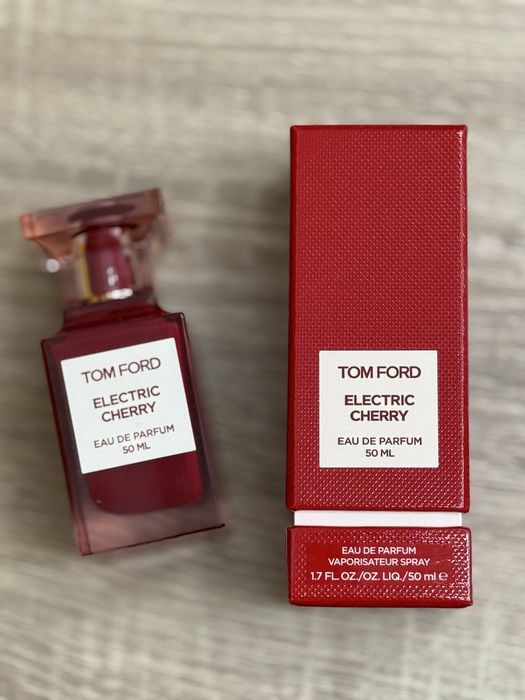 TOM FORD
ELECTRIC
CHERRY
EAU DE PARFUM
50 ML
TOM FORD
ELECTRIC
CHERRY
EAU DE PARFUM
50 ML
EAU DE PARFUM
VAPORISATEUR SPRAY
1.7 FL. OZ./OZ. LIQ./50 ml ℮